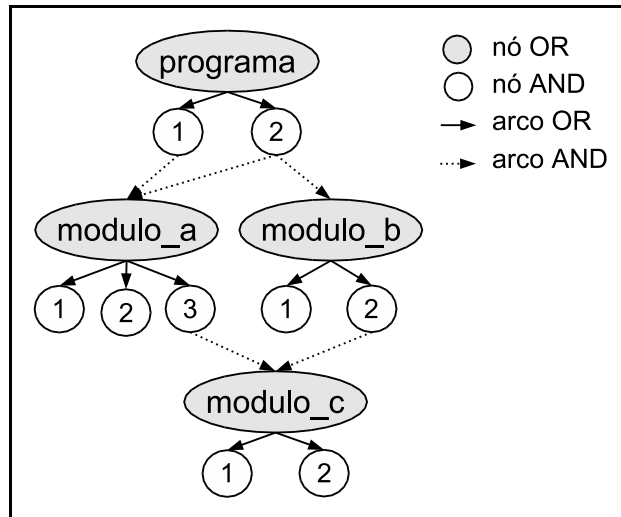 programa
nó OR
nó AND
arco OR
arco AND
1
2
modulo_a
modulo_b
1
2
3
1
2
modulo_c
1
2